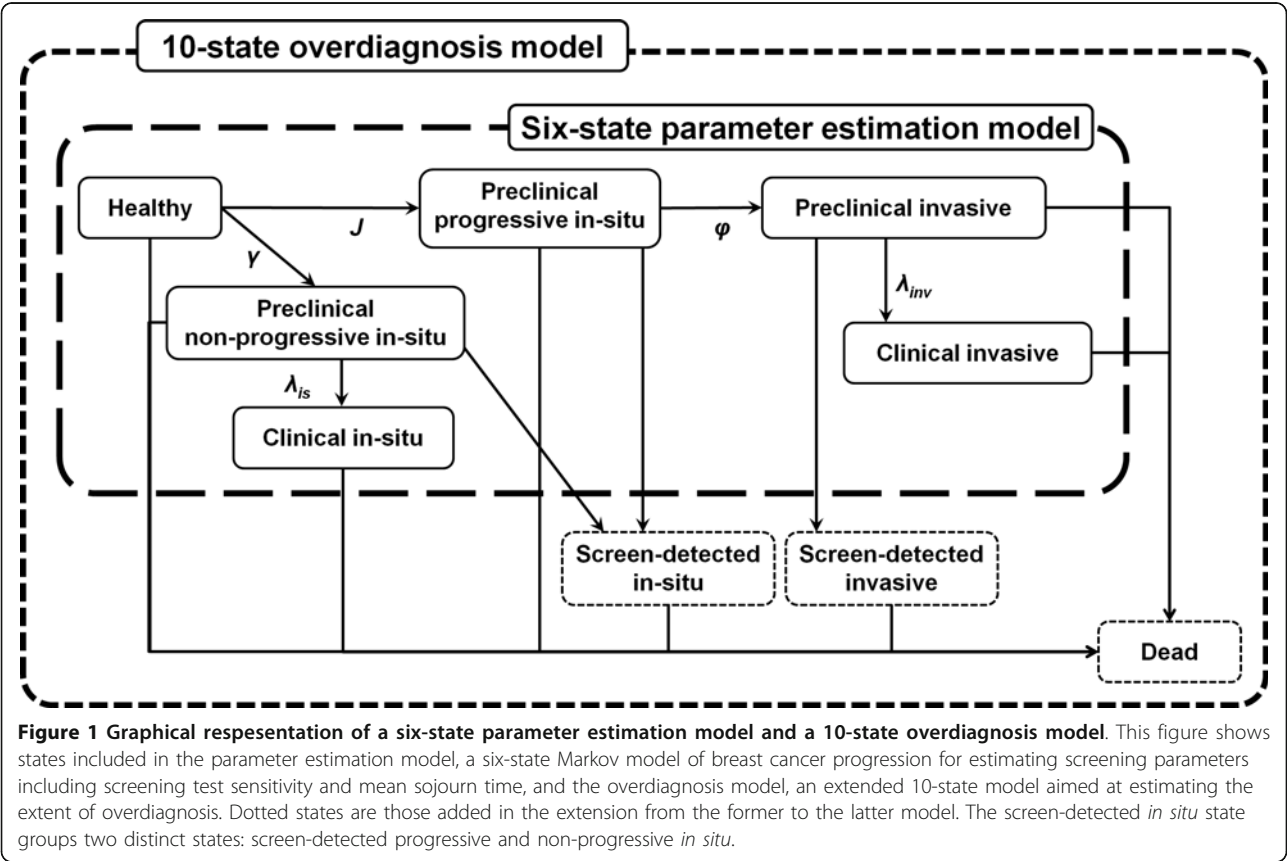 10-state overdiagnosis model
Six-state parameter estimation model
Healthy
J
Preclinical
progressive in-situ
φ
Preclinical invasive
γ
λinv
Preclinical
non-progressive in-situ
Clinical invasive
λis
Clinical in-situ
Screen-detected
in-situ
Screen-detected
invasive
Dead
Figure 1 Graphical respesentation of a six-state parameter estimation model and a 10-state overdiagnosis model. This figure shows
states included in the parameter estimation model, a six-state Markov model of breast cancer progression for estimating screening parameters
including screening test sensitivity and mean sojourn time, and the overdiagnosis model, an extended 10-state model aimed at estimating the
extent of overdiagnosis. Dotted states are those added in the extension from the former to the latter model. The screen-detected in situ state
groups two distinct states: screen-detected progressive and non-progressive in situ.